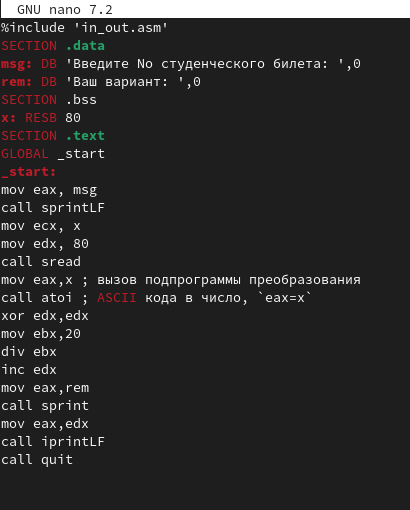 GNU nano 7.2
%include 'in_out.asm'
SECTION .data
msg: DB 'Введите No студенческого билета: ',0
rem: DB 'Ваш вариант: ',0
SECTION .bss
x: RESB 80
SECTION .text
GLOBAL _start
_start:
mov eax, msg
call sprintLF
mov ecx, x
mov edx, 80
call sread
mov eax,x ; вызов подпрограммы преобразования
call atoi ; ASCII кода в число, `eax=x`
xor edx,edx
mov ebx,20
div ebx
inc edx
mov eax,rem
call sprint
mov eax,edx
call iprintLF
call quit